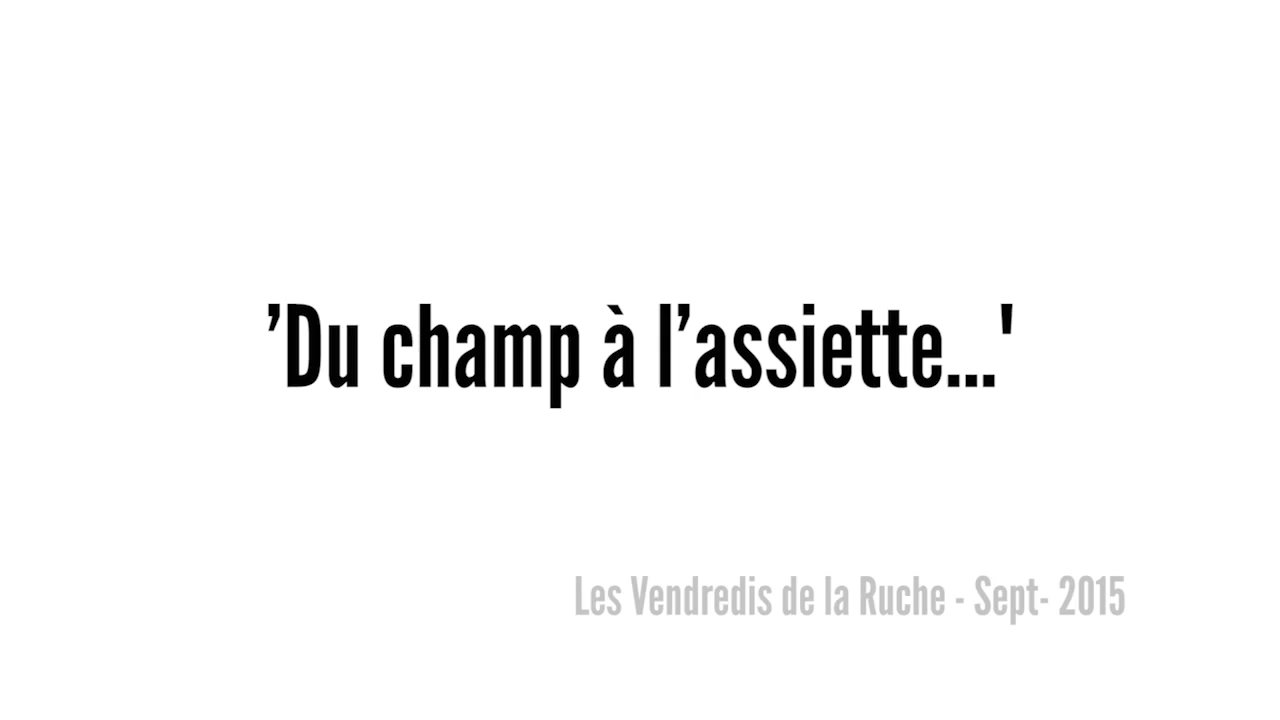 ’Du champ à l’assiette...'
Les Vendredis de la Ruche - Sept- 2015